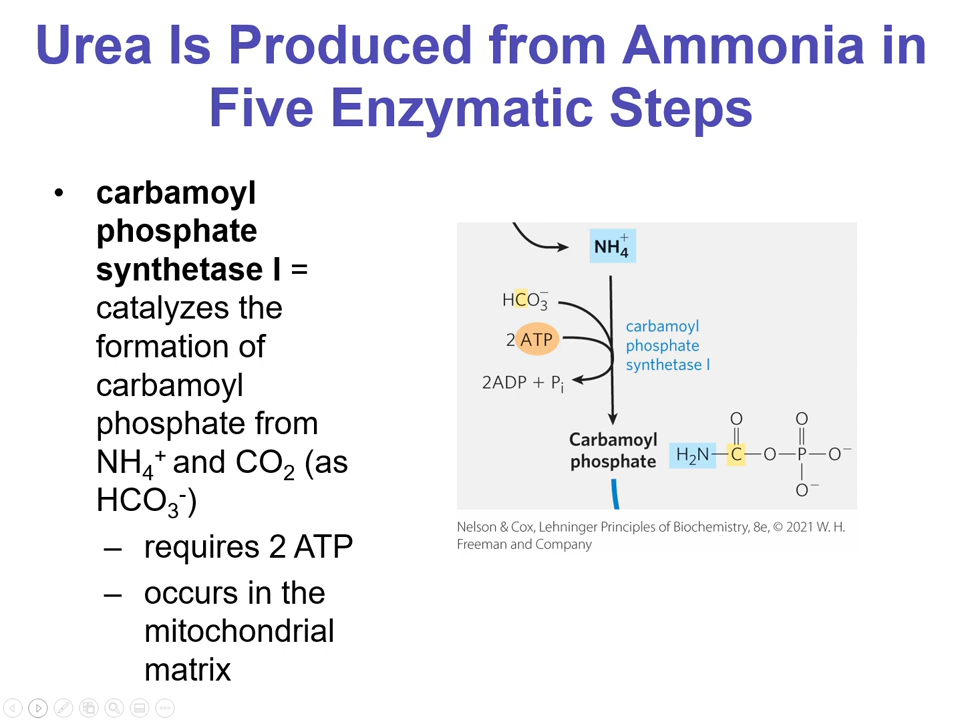 Urea Is Produced from Ammonia in
Five Enzymatic Steps
• carbamoyl
phosphate
synthetase I =
catalyzes the
formation of
carbamoyl
phosphate from
NH₄⁺ and CO₂ (as
HCO₃⁻)
– requires 2 ATP
– occurs in the
mitochondrial
matrix
NH₄⁺
HCO₃⁻
2 ATP
2ADP + Pᵢ
carbamoyl
phosphate
synthetase I
Carbamoyl
phosphate
O O
H₂N—C—O—P—O⁻
O⁻
Nelson & Cox, Lehninger Principles of Biochemistry, 8e, © 2021 W. H.
Freeman and Company